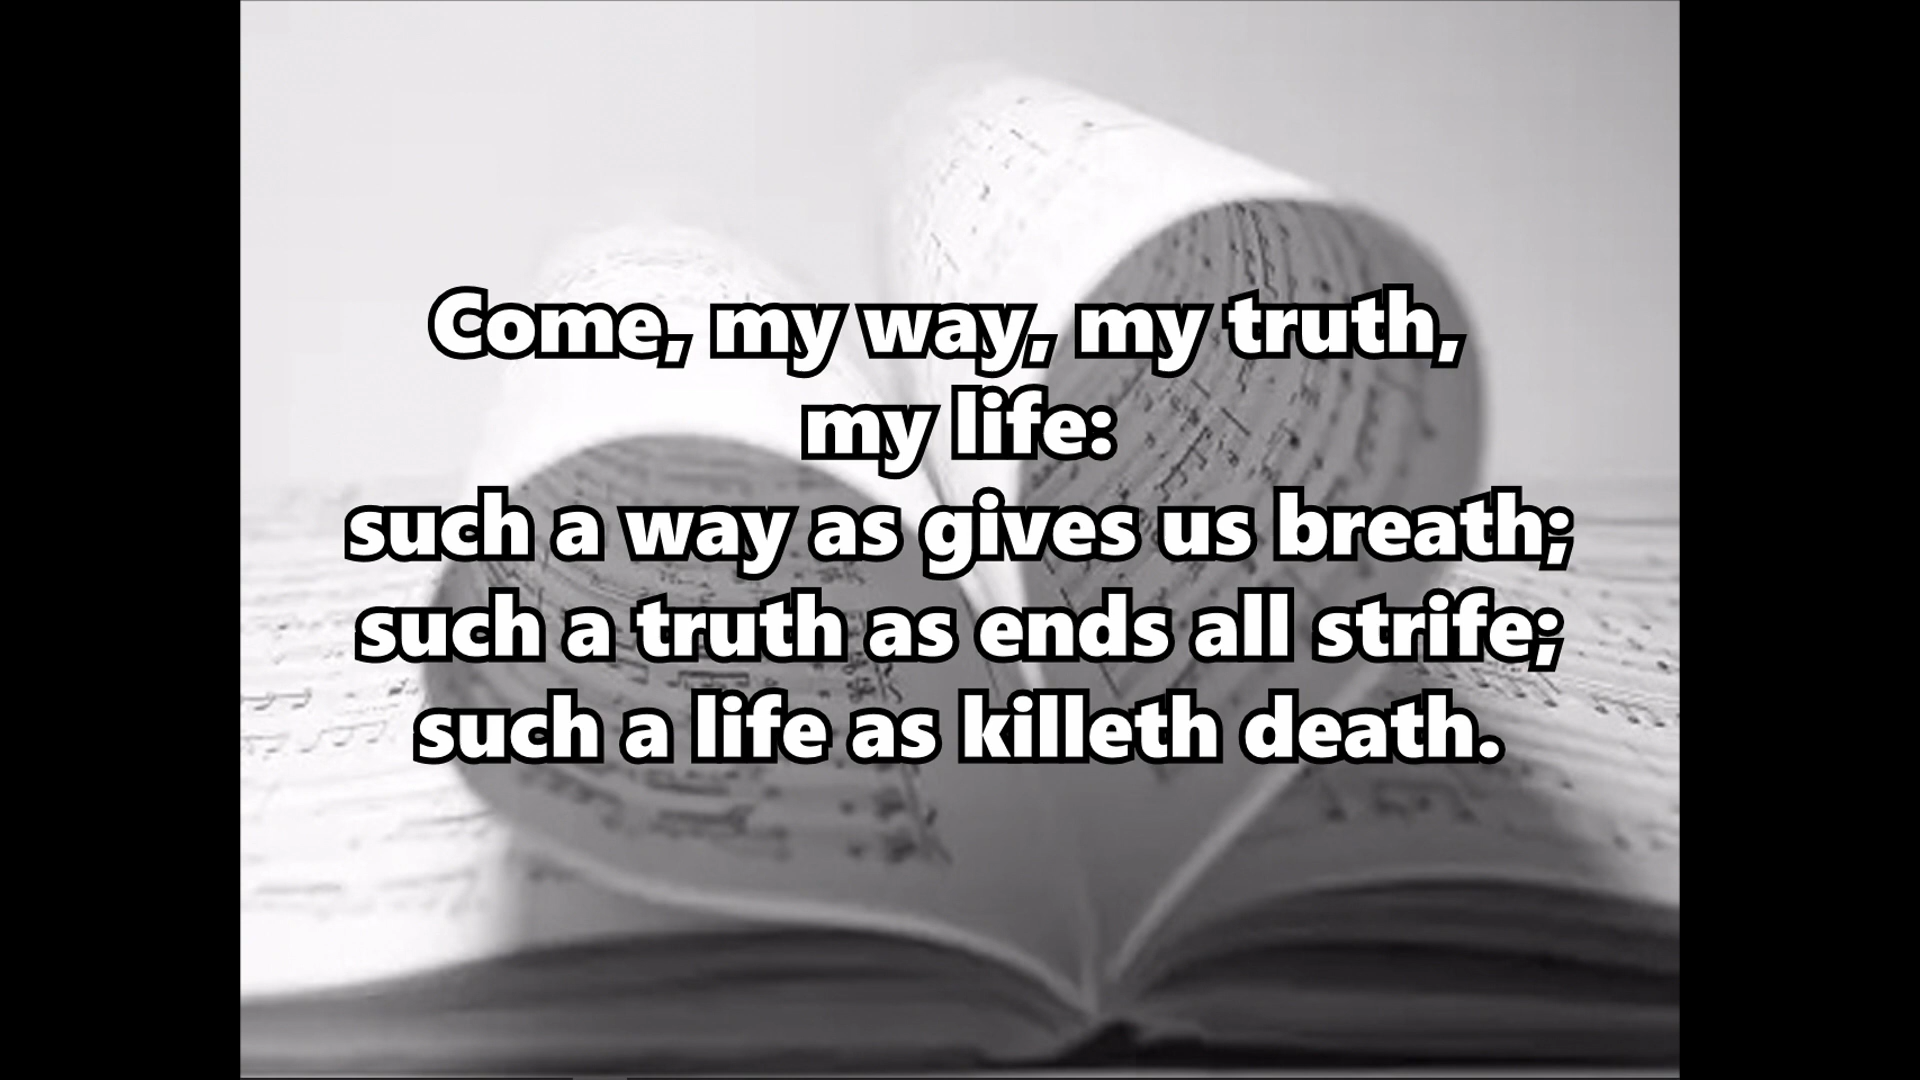 Come, my way, my truth,
my life:
such a way as gives us breath;
such a truth as ends all strife;
such a life as killeth death.